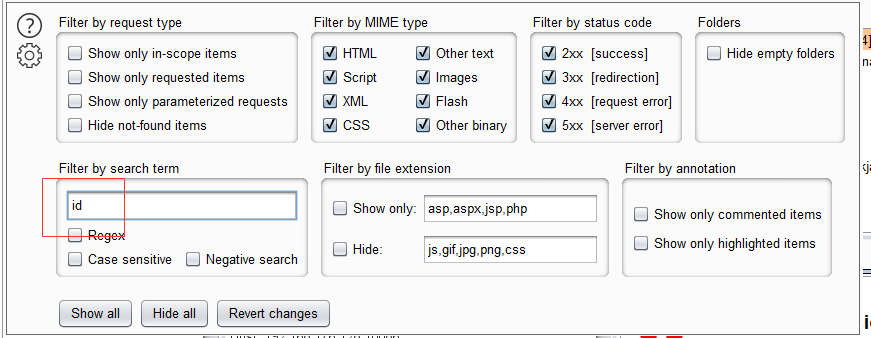 Filter by request type
Show only in-scope items
Show only requested items
Show only parameterized requests
Hide not-found items
Filter by MIME type
HTML
Script
XML
CSS
Other text
Images
Flash
Other binary
Filter by status code
2xx [success]
3xx [redirection]
4xx [request error]
5xx [server error]
Folders
Hide empty folders
Filter by search term
id
Regex
Case sensitive
Negative search
Filter by file extension
Show only: asp,aspx,jsp,php
Hide: js,gif,jpg,png,css
Filter by annotation
Show only commented items
Show only highlighted items
Show all
Hide all
Revert changes